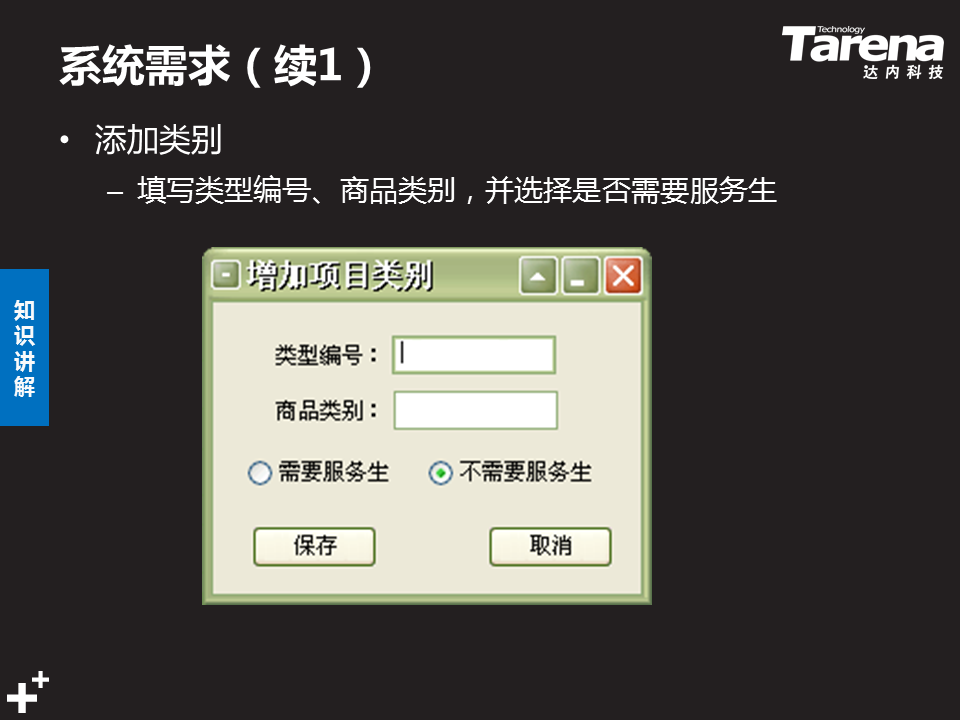 系统需求（续1）
Technology
Tarena
达内科技
• 添加类别
– 填写类型编号、商品类别，并选择是否需要服务生
知识讲解
增加项目类别
类型编号：
商品类别：
需要服务生 不需要服务生
保存 取消